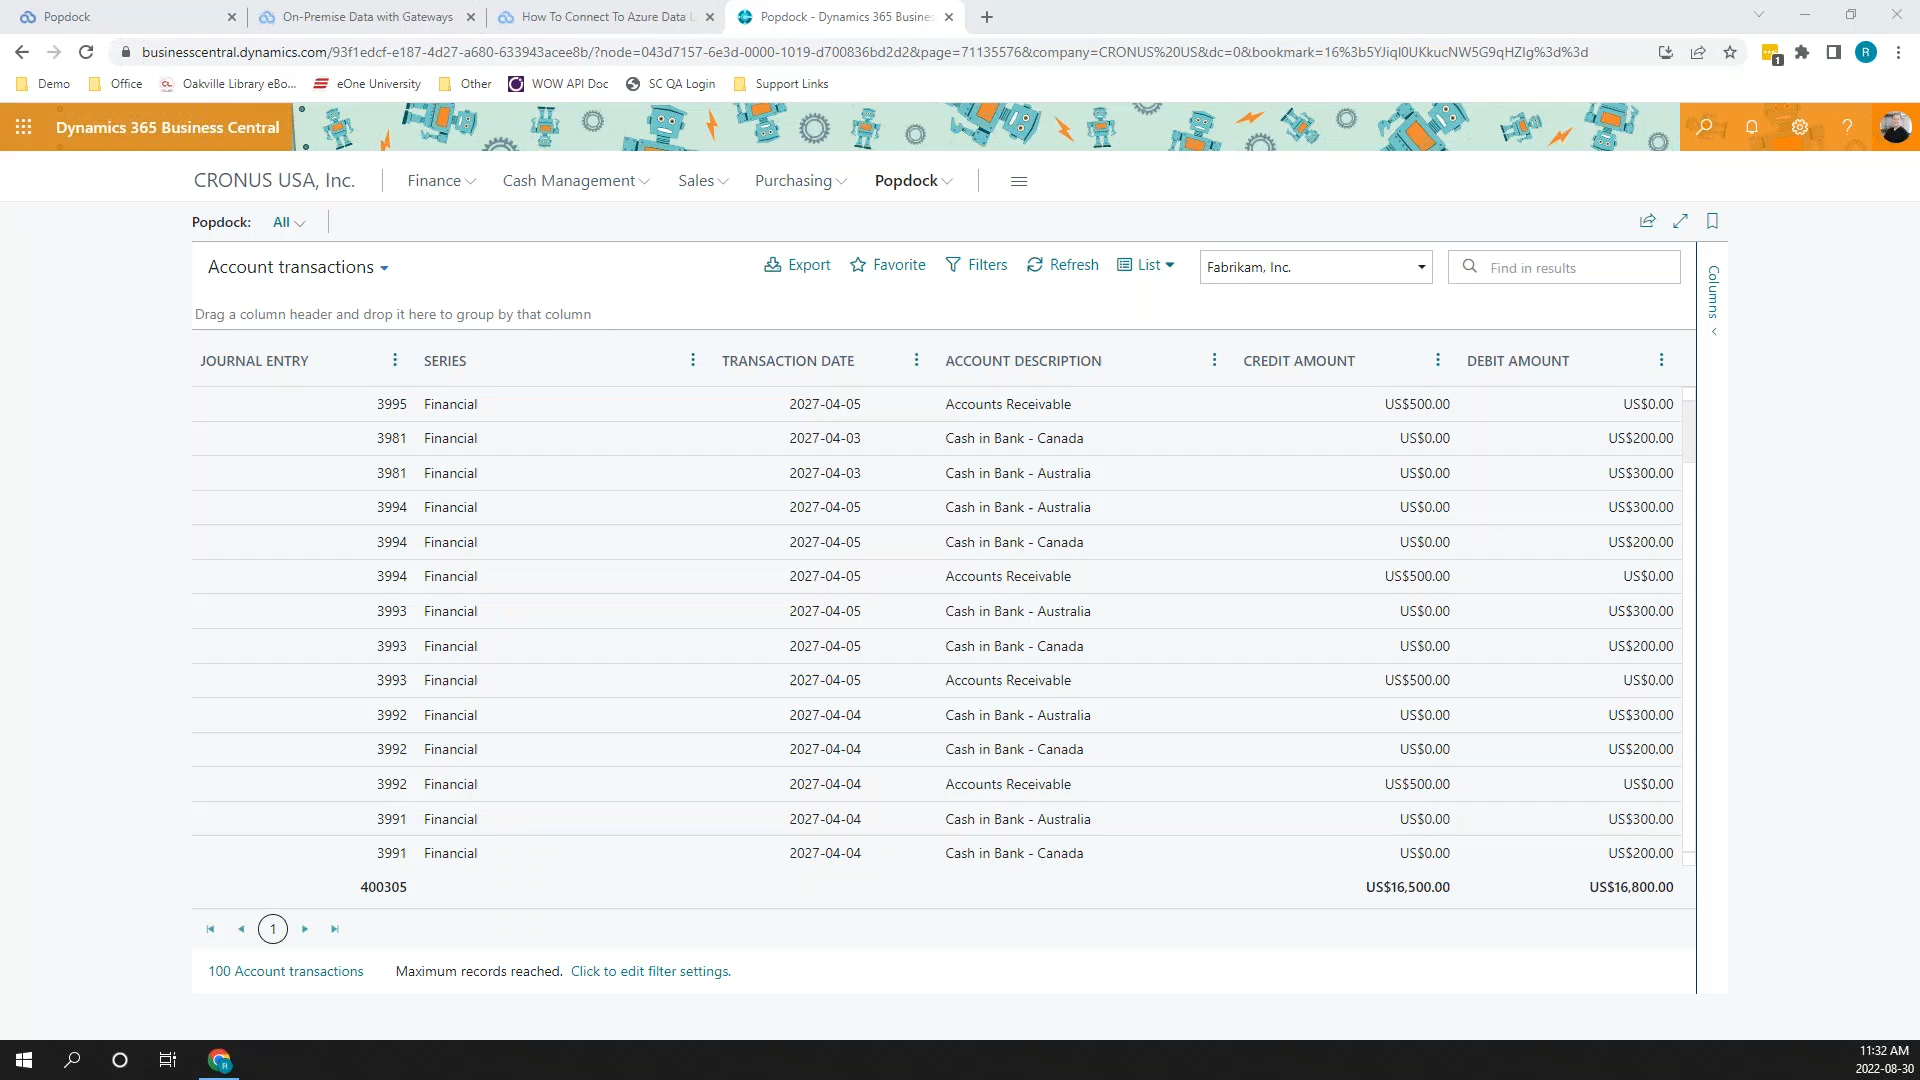 Popdock
On-Premise Data with Gateways
How To Connect To Azure Data L
Popdock - Dynamics 365 Busines
businesscentral.dynamics.com/93f1edcf-e187-4d27-a680-633943acee8b/?node=043d7157-6e3d-0000-1019-d700836bd2d2&page=71135576&company=CRONUS%20US&dc=0&bookmark=16%3b5YJiqI0UKkucNW5G9qHZIg%3d%3d
1
R
Demo
Office
CL Oakville Library eBo...
eOne University
Other
WOW API Doc
SC QA Login
Support Links
Dynamics 365 Business Central
?
CRONUS USA, Inc.
Finance
Cash Management
Sales
Purchasing
Popdock
Popdock: All
Account transactions
Export
Favorite
Filters
Refresh
List
Fabrikam, Inc.
Find in results
Columns
Drag a column header and drop it here to group by that column
JOURNAL ENTRY SERIES TRANSACTION DATE ACCOUNT DESCRIPTION CREDIT AMOUNT DEBIT AMOUNT
3995 Financial 2027-04-05 Accounts Receivable US$500.00 US$0.00
3981 Financial 2027-04-03 Cash in Bank - Canada US$0.00 US$200.00
3981 Financial 2027-04-03 Cash in Bank - Australia US$0.00 US$300.00
3994 Financial 2027-04-05 Cash in Bank - Australia US$0.00 US$300.00
3994 Financial 2027-04-05 Cash in Bank - Canada US$0.00 US$200.00
3994 Financial 2027-04-05 Accounts Receivable US$500.00 US$0.00
3993 Financial 2027-04-05 Cash in Bank - Australia US$0.00 US$300.00
3993 Financial 2027-04-05 Cash in Bank - Canada US$0.00 US$200.00
3993 Financial 2027-04-05 Accounts Receivable US$500.00 US$0.00
3992 Financial 2027-04-04 Cash in Bank - Australia US$0.00 US$300.00
3992 Financial 2027-04-04 Cash in Bank - Canada US$0.00 US$200.00
3992 Financial 2027-04-04 Accounts Receivable US$500.00 US$0.00
3991 Financial 2027-04-04 Cash in Bank - Australia US$0.00 US$300.00
3991 Financial 2027-04-04 Cash in Bank - Canada US$0.00 US$200.00
400305 US$16,500.00 US$16,800.00
1
100 Account transactions Maximum records reached. Click to edit filter settings.
R
11:32 AM
2022-08-30